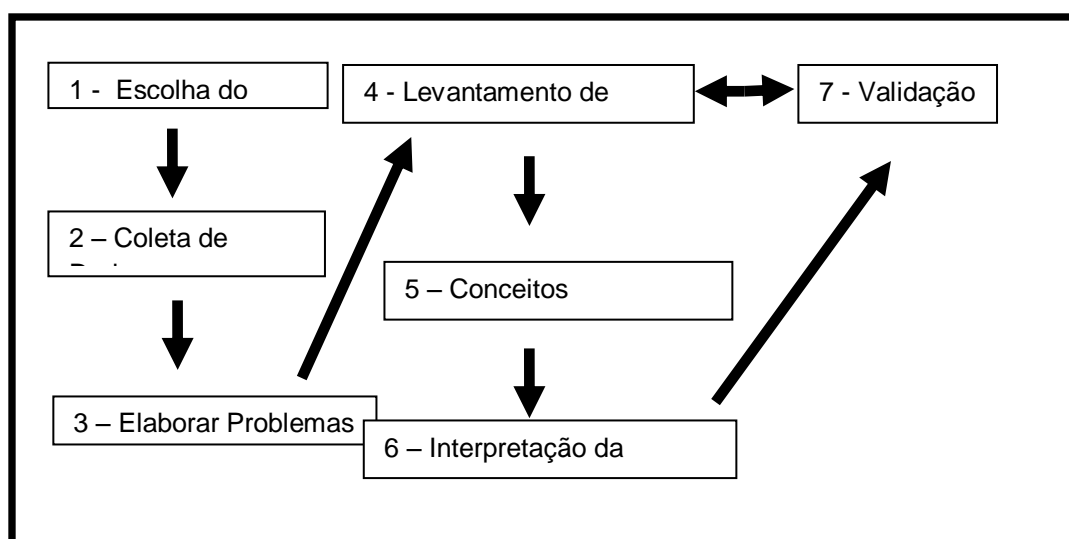 1 - Escolha do
2 – Coleta de
3 – Elaborar Problemas
4 - Levantamento de
5 – Conceitos
6 – Interpretação da
7 - Validação